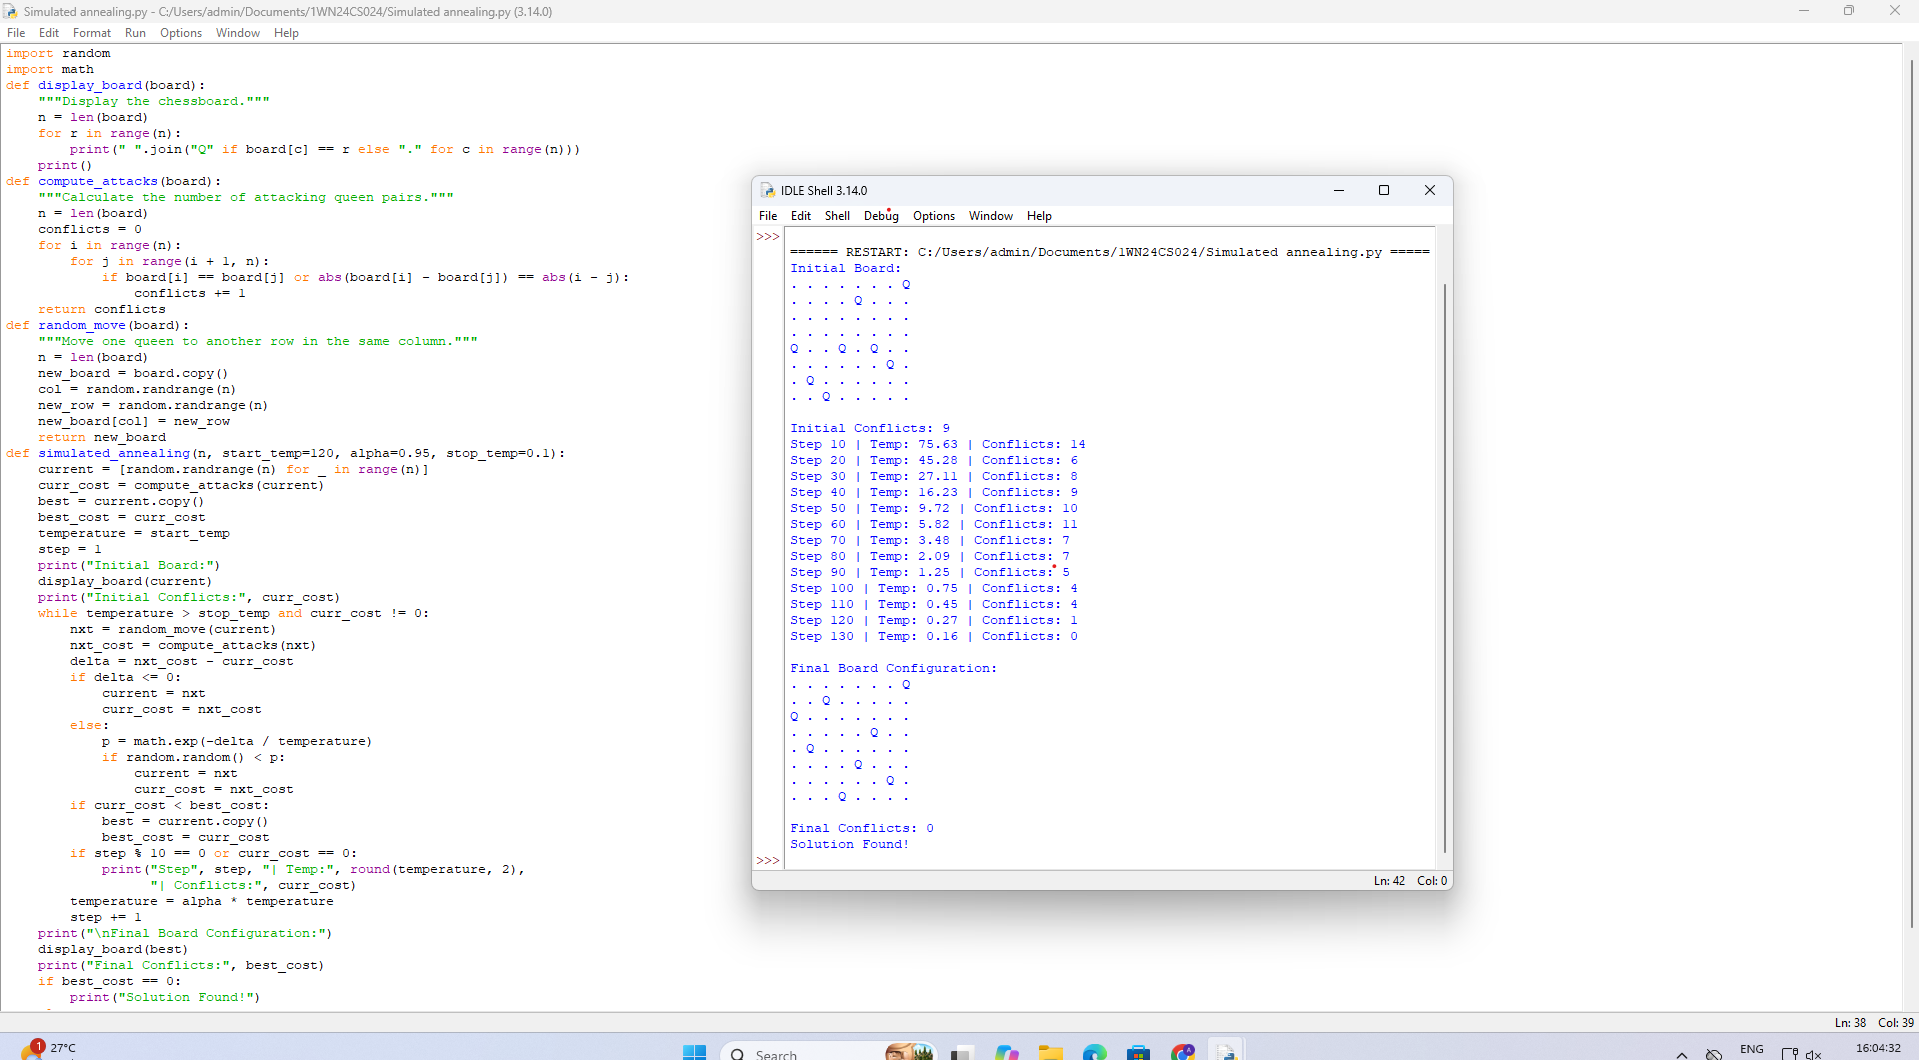 Simulated annealing.py - C:/Users/admin/Documents/1WN24CS024/Simulated annealing.py (3.14.0)
File Edit Format Run Options Window Help
import random
import math
def display_board(board):
    """Display the chessboard."""
    n = len(board)
    for r in range(n):
        print(" ".join("Q" if board[c] == r else "." for c in range(n)))
    print()
def compute_attacks(board):
    """Calculate the number of attacking queen pairs."""
    n = len(board)
    conflicts = 0
    for i in range(n):
        for j in range(i + 1, n):
            if board[i] == board[j] or abs(board[i] - board[j]) == abs(i - j):
                conflicts += 1
    return conflicts
def random_move(board):
    """Move one queen to another row in the same column."""
    n = len(board)
    new_board = board.copy()
    col = random.randrange(n)
    new_row = random.randrange(n)
    new_board[col] = new_row
    return new_board
def simulated_annealing(n, start_temp=120, alpha=0.95, stop_temp=0.1):
    current = [random.randrange(n) for _ in range(n)]
    curr_cost = compute_attacks(current)
    best = current.copy()
    best_cost = curr_cost
    temperature = start_temp
    step = 1
    print("Initial Board:")
    display_board(current)
    print("Initial Conflicts:", curr_cost)
    while temperature > stop_temp and curr_cost != 0:
        nxt = random_move(current)
        nxt_cost = compute_attacks(nxt)
        delta = nxt_cost - curr_cost
        if delta <= 0:
            current = nxt
            curr_cost = nxt_cost
        else:
            p = math.exp(-delta / temperature)
            if random.random() < p:
                current = nxt
                curr_cost = nxt_cost
        if curr_cost < best_cost:
            best = current.copy()
            best_cost = curr_cost
        if step % 10 == 0 or curr_cost == 0:
            print("Step", step, "| Temp:", round(temperature, 2),
                  "| Conflicts:", curr_cost)
        temperature = alpha * temperature
        step += 1
    print("\nFinal Board Configuration:")
    display_board(best)
    print("Final Conflicts:", best_cost)
    if best_cost == 0:
        print("Solution Found!")
Ln: 38 Col: 39
IDLE Shell 3.14.0
File Edit Shell Debug Options Window Help
>>>
====== RESTART: C:/Users/admin/Documents/1WN24CS024/Simulated annealing.py =====
Initial Board:
. . . . . . . Q
. . . . Q . . .
. . . . . . . .
. . . . . . . .
Q . . Q . Q . .
. . . . . . Q .
. Q . . . . . .
. . Q . . . . .
Initial Conflicts: 9
Step 10 | Temp: 75.63 | Conflicts: 14
Step 20 | Temp: 45.28 | Conflicts: 6
Step 30 | Temp: 27.11 | Conflicts: 8
Step 40 | Temp: 16.23 | Conflicts: 9
Step 50 | Temp: 9.72 | Conflicts: 10
Step 60 | Temp: 5.82 | Conflicts: 11
Step 70 | Temp: 3.48 | Conflicts: 7
Step 80 | Temp: 2.09 | Conflicts: 7
Step 90 | Temp: 1.25 | Conflicts: 5
Step 100 | Temp: 0.75 | Conflicts: 4
Step 110 | Temp: 0.45 | Conflicts: 4
Step 120 | Temp: 0.27 | Conflicts: 1
Step 130 | Temp: 0.16 | Conflicts: 0
Final Board Configuration:
. . . . . . . Q
. . Q . . . . .
Q . . . . . . .
. . . . . Q . .
. Q . . . . . .
. . . . Q . . .
. . . . . . Q .
. . . Q . . . .
Final Conflicts: 0
Solution Found!
>>>
Ln: 42 Col: 0
1
27°C
Search
ENG
16:04:32